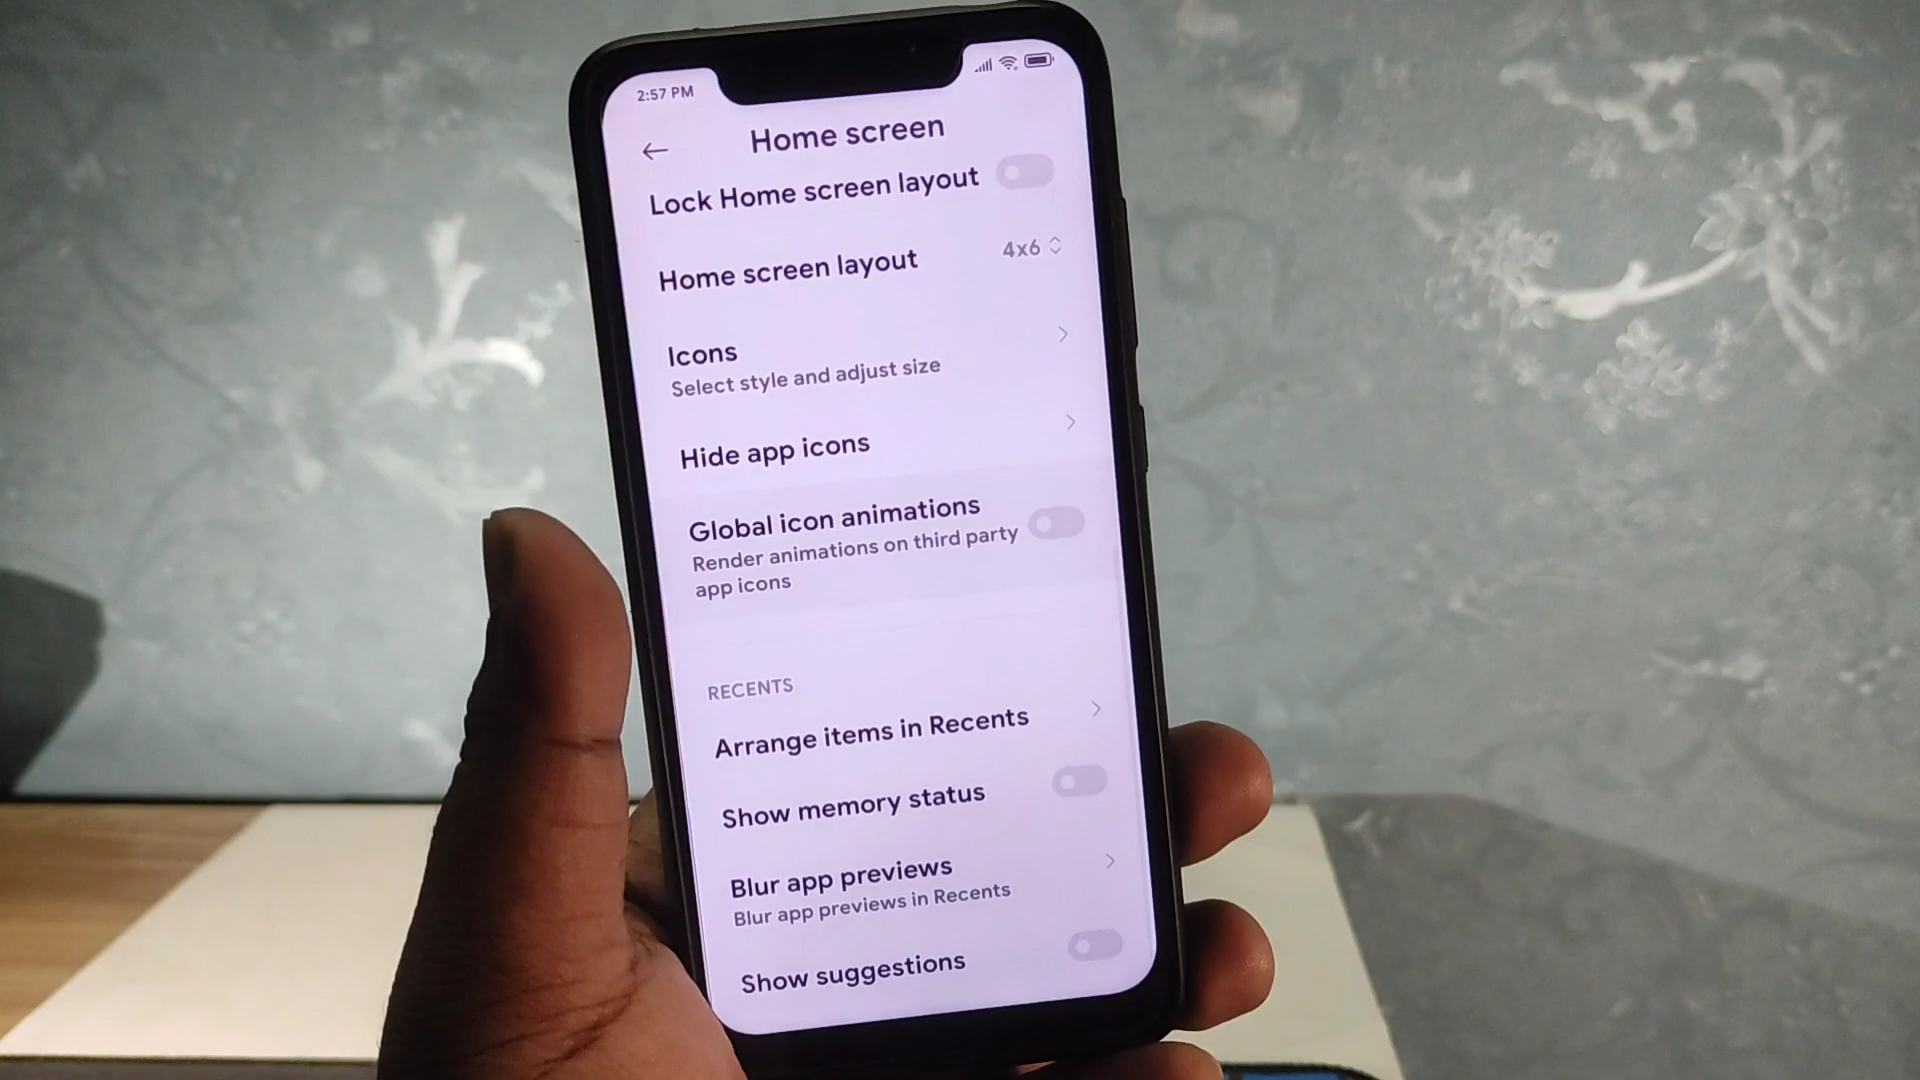 2:57 PM
Home screen
Lock Home screen layout
Home screen layout 4x6
Icons
Select style and adjust size
Hide app icons
Global icon animations
Render animations on third party
app icons
RECENTS
Arrange items in Recents
Show memory status
Blur app previews
Blur app previews in Recents
Show suggestions